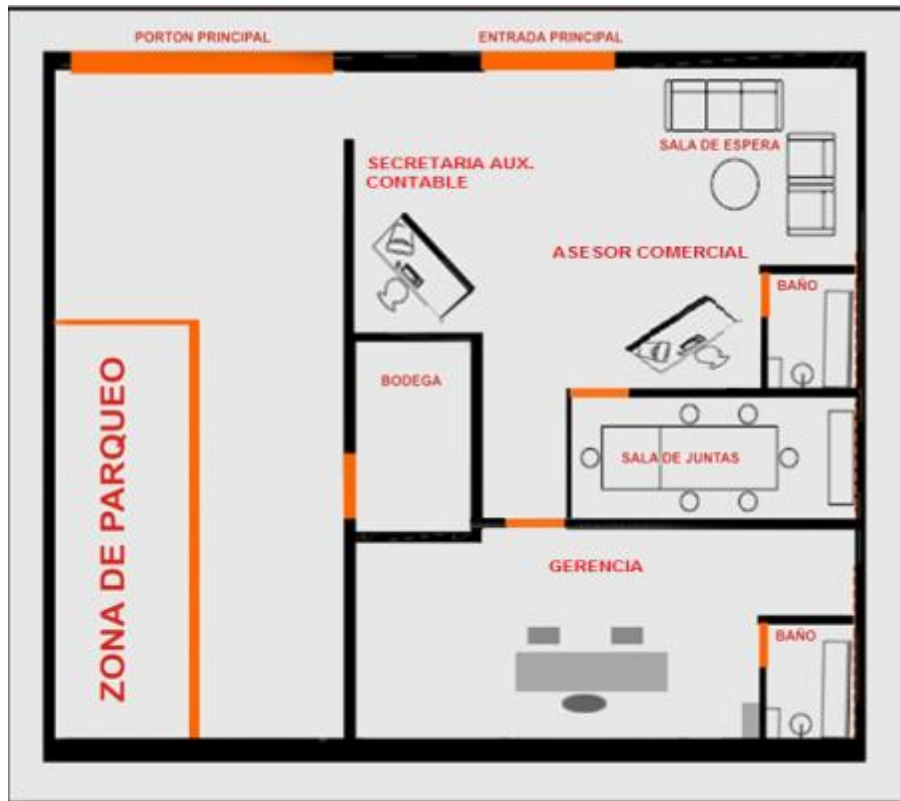 PORTON PRINCIPAL
ENTRADA PRINCIPAL
SALA DE ESPERA
SECRETARIA AUX.
CONTABLE
ASESOR COMERCIAL
BAÑO
BODEGA
SALA DE JUNTAS
ZONA DE PARQUEO
GERENCIA
BAÑO